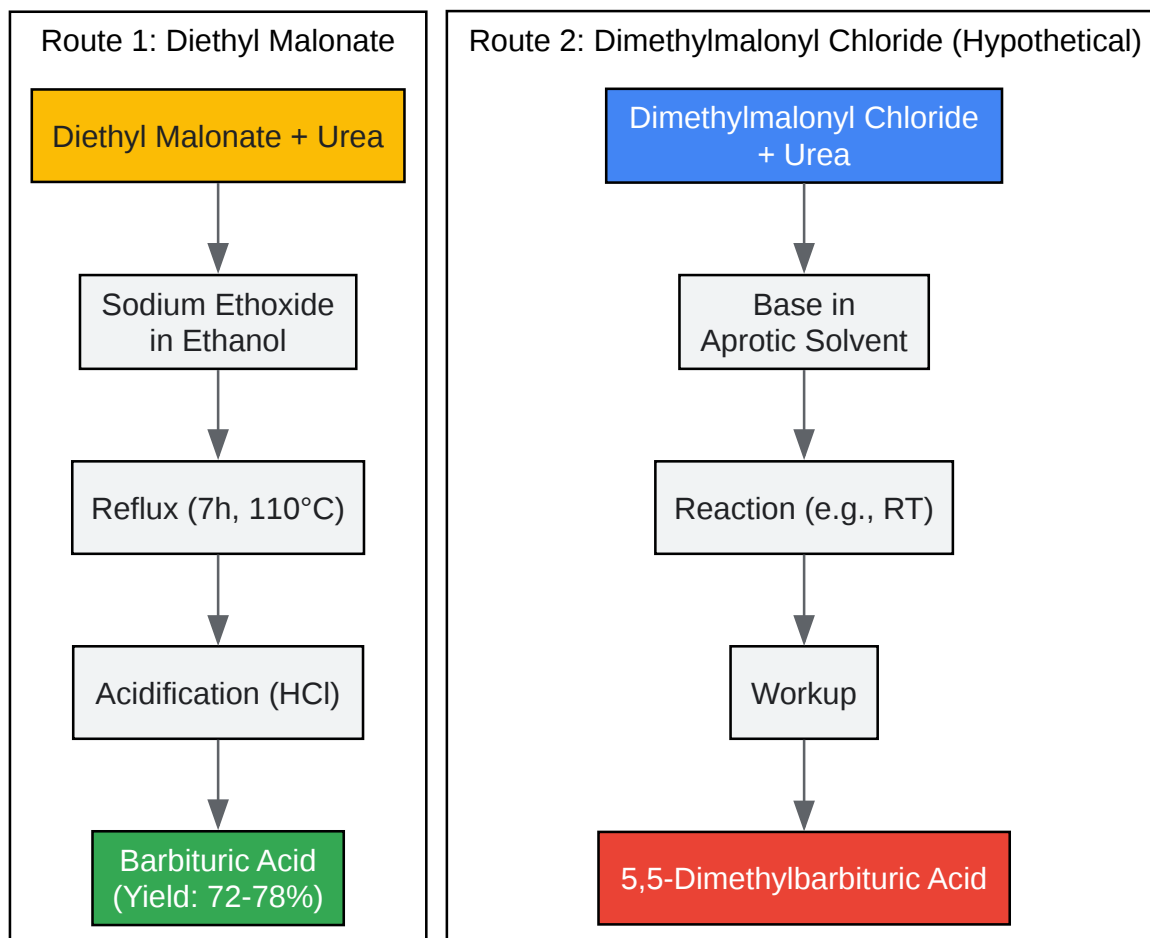 Route 1: Diethyl Malonate
Diethyl Malonate + Urea
Sodium Ethoxide
in Ethanol
Reflux (7h, 110°C)
Acidification (HCl)
Barbituric Acid
(Yield: 72-78%)
Route 2: Dimethylmalonyl Chloride (Hypothetical)
Dimethylmalonyl Chloride
+ Urea
Base in
Aprotic Solvent
Reaction (e.g., RT)
Workup
5,5-Dimethylbarbituric Acid